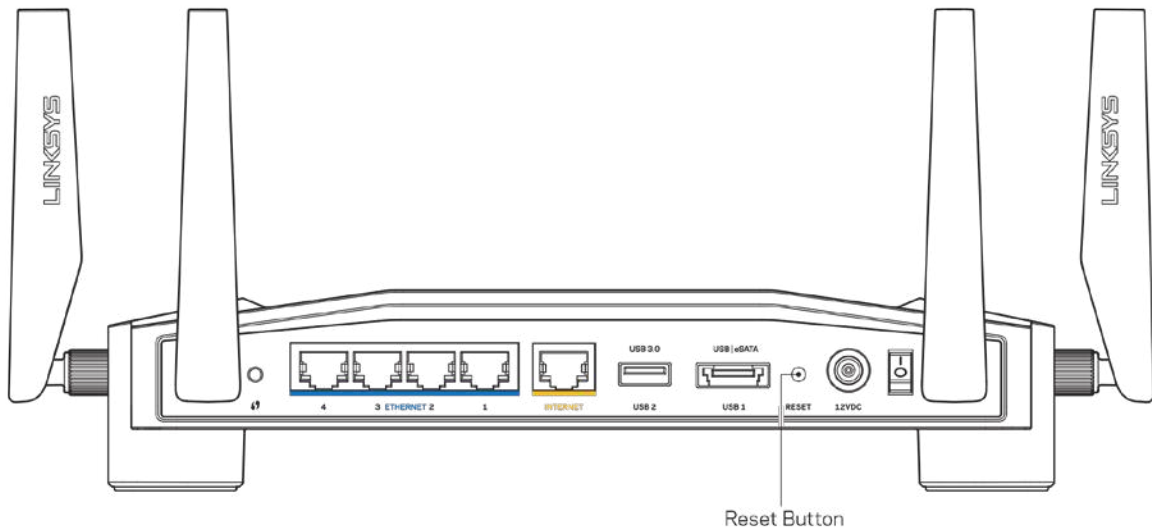 LINKSYS
LINKSYS
USB 3.0
USB | eSATA
4
3 ETHERNET 2
1
INTERNET
USB 2
USB 1
RESET
12VDC
Reset Button